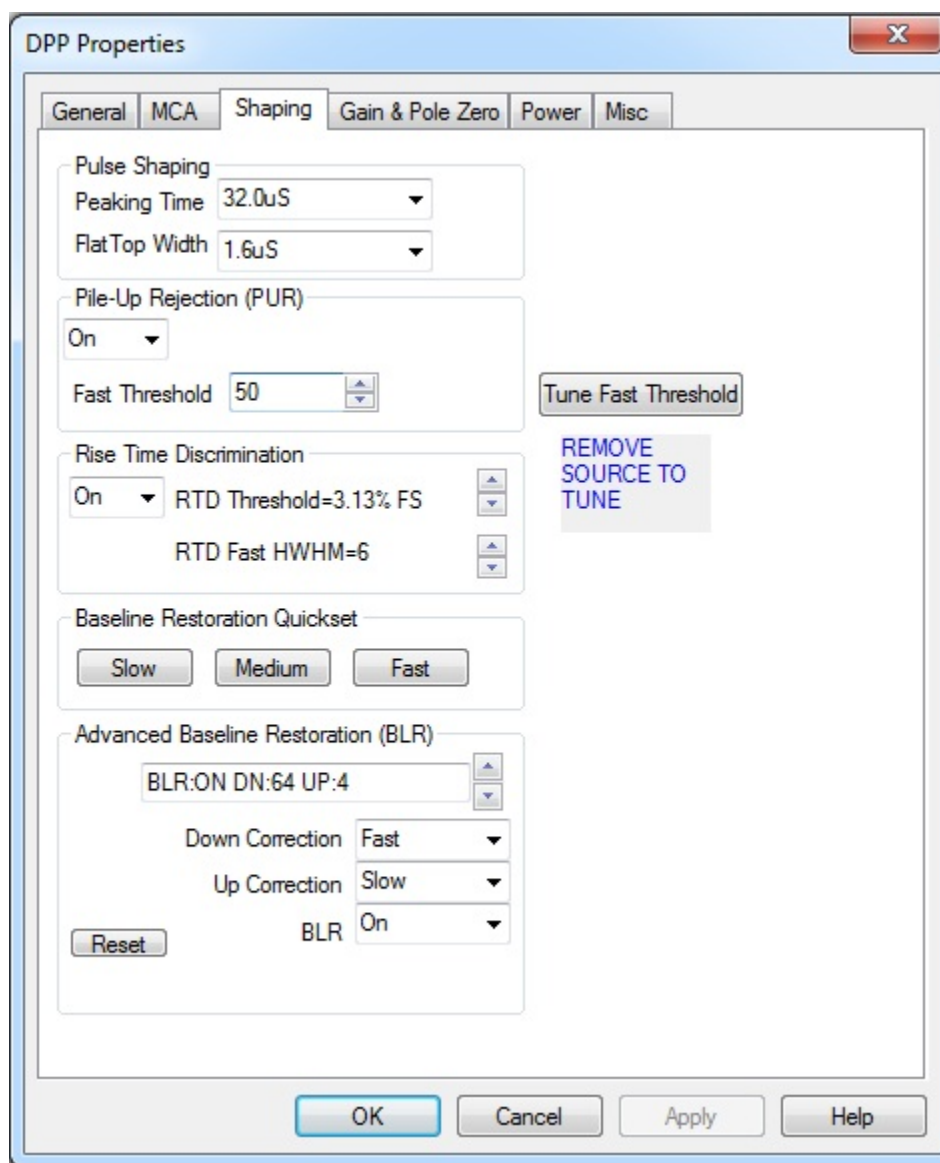 DPP Properties
General MCA Shaping Gain & Pole Zero Power Misc
Pulse Shaping
Peaking Time 32.0uS
FlatTop Width 1.6uS
Pile-Up Rejection (PUR)
On
Fast Threshold 50
Tune Fast Threshold
REMOVE
SOURCE TO
TUNE
Rise Time Discrimination
On RTD Threshold=3.13% FS
RTD Fast HWHM=6
Baseline Restoration Quickset
Slow Medium Fast
Advanced Baseline Restoration (BLR)
BLR:ON DN:64 UP:4
Down Correction Fast
Up Correction Slow
BLR On
Reset
OK Cancel Apply Help